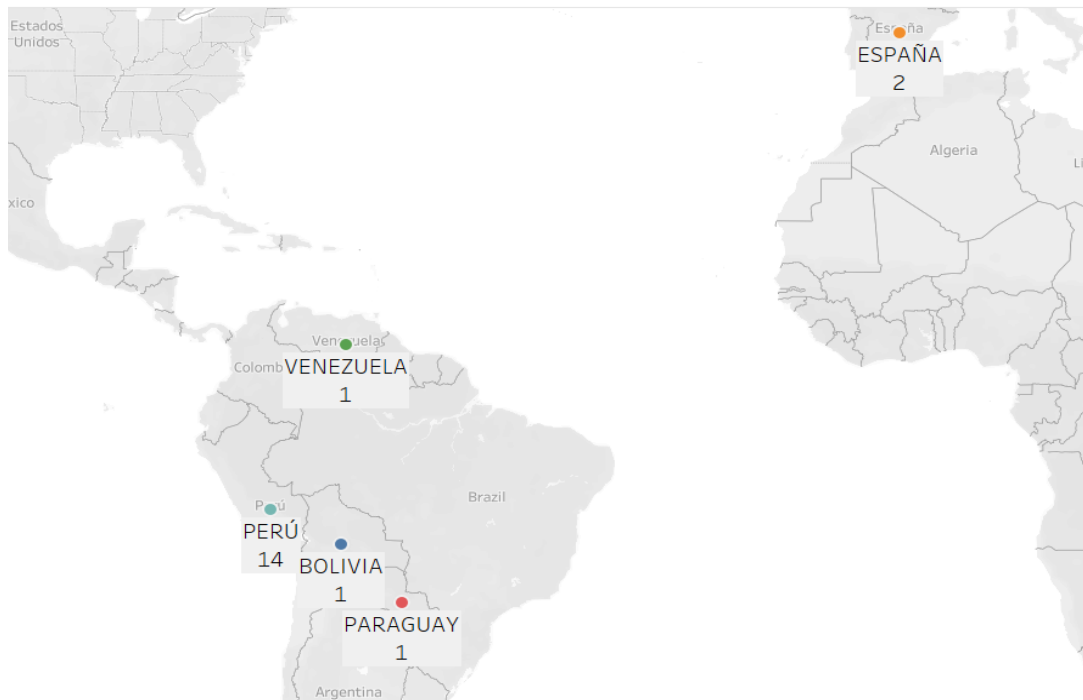 Estados
Unidos
España
ESPAÑA
2
Algeria
Venezuela
Colomb
VENEZUELA
1
Brazil
Perú
PERÚ
14
BOLIVIA
1
PARAGUAY
1
Argentina
xico
Li